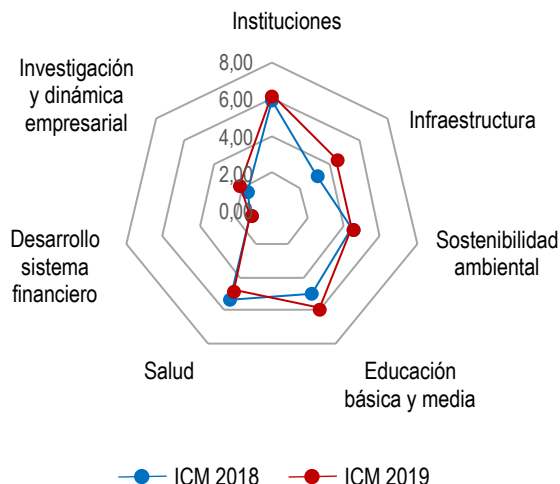 Instituciones
8,00
6,00
4,00
2,00
0,00
Infraestructura
Sostenibilidad
ambiental
Educación
básica y media
Salud
Desarrollo
sistema
financiero
Investigación
y dinámica
empresarial
ICM 2018
ICM 2019